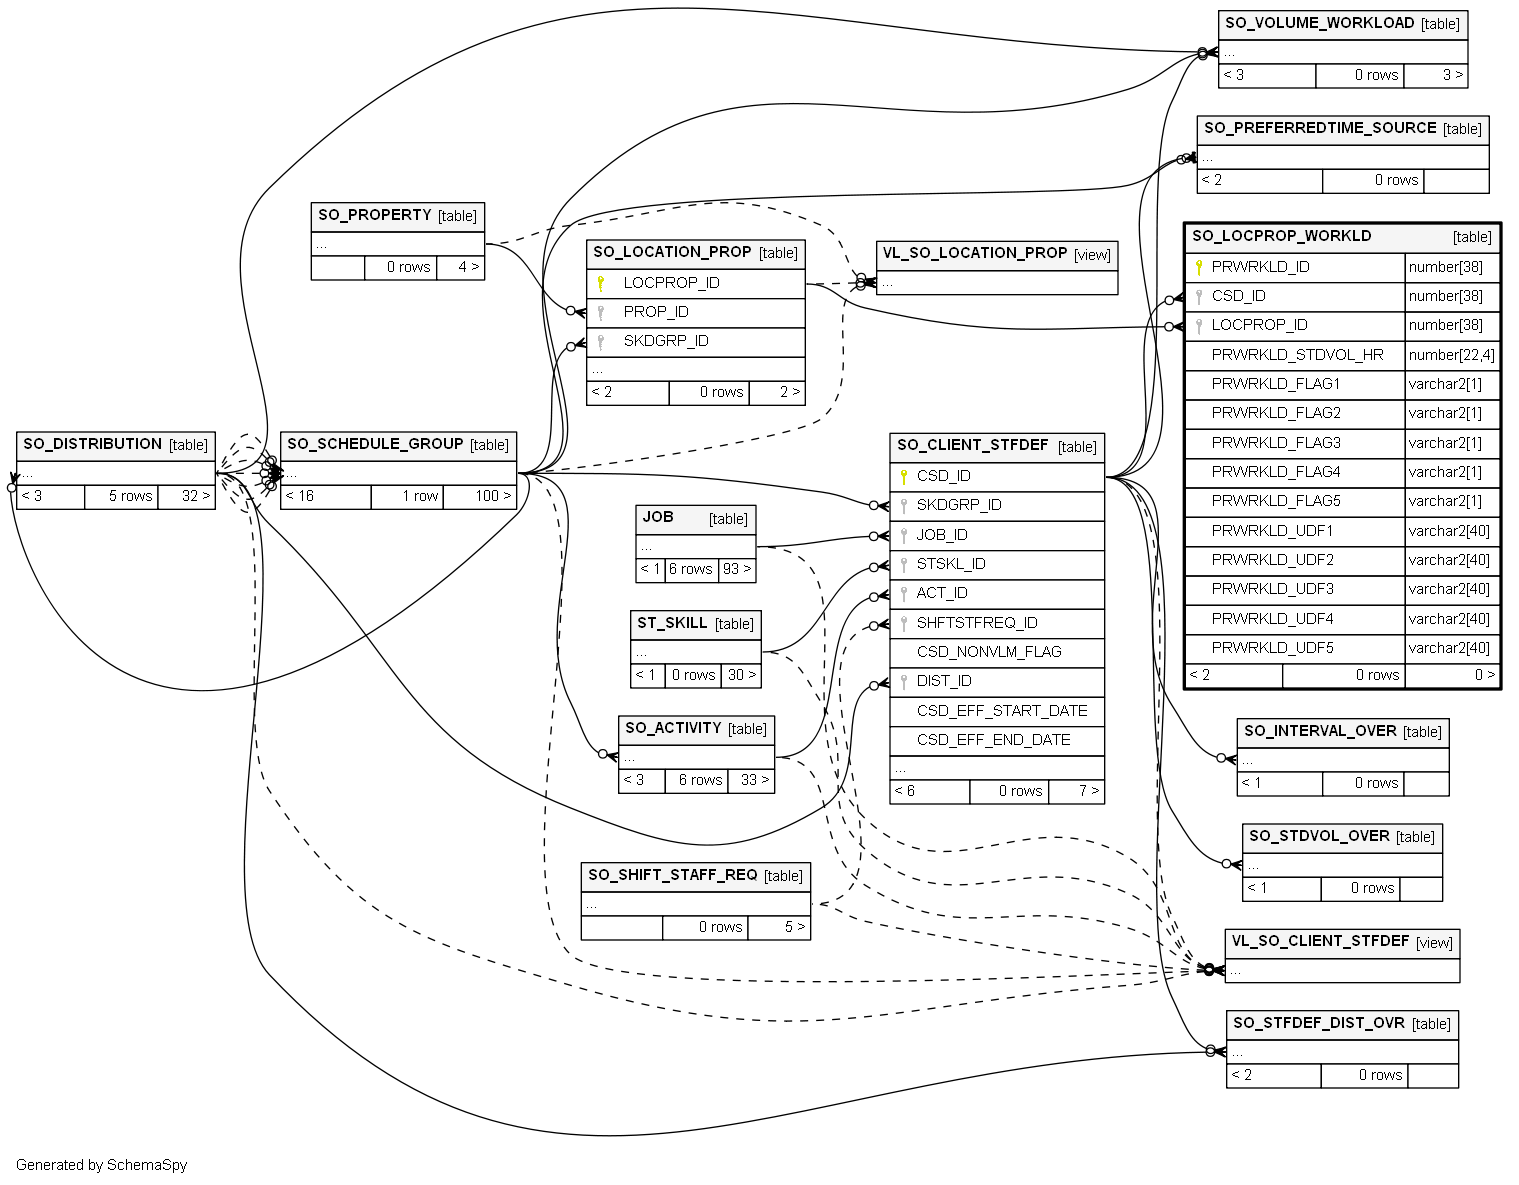 SO_VOLUME_WORKLOAD [table]
...
< 3 0 rows 3 >
SO_PREFERREDTIME_SOURCE [table]
...
< 2 0 rows
SO_PROPERTY [table]
...
0 rows 4 >
SO_LOCATION_PROP [table]
LOCPROP_ID
PROP_ID
SKDGRP_ID
...
< 2 0 rows 2 >
VL_SO_LOCATION_PROP [view]
...
SO_LOCPROP_WORKLD [table]
PRWRKLD_ID number[38]
CSD_ID number[38]
LOCPROP_ID number[38]
PRWRKLD_STDVOL_HR number[22,4]
PRWRKLD_FLAG1 varchar2[1]
PRWRKLD_FLAG2 varchar2[1]
PRWRKLD_FLAG3 varchar2[1]
PRWRKLD_FLAG4 varchar2[1]
PRWRKLD_FLAG5 varchar2[1]
PRWRKLD_UDF1 varchar2[40]
PRWRKLD_UDF2 varchar2[40]
PRWRKLD_UDF3 varchar2[40]
PRWRKLD_UDF4 varchar2[40]
PRWRKLD_UDF5 varchar2[40]
< 2 0 rows 0 >
SO_DISTRIBUTION [table]
...
< 3 5 rows 32 >
SO_SCHEDULE_GROUP [table]
...
< 16 1 row 100 >
SO_CLIENT_STFDEF [table]
CSD_ID
SKDGRP_ID
JOB_ID
STSKL_ID
ACT_ID
SHFTSTFREQ_ID
CSD_NONVLM_FLAG
DIST_ID
CSD_EFF_START_DATE
CSD_EFF_END_DATE
...
< 6 0 rows 7 >
JOB [table]
...
< 1 6 rows 93 >
ST_SKILL [table]
...
< 1 0 rows 30 >
SO_ACTIVITY [table]
...
< 3 6 rows 33 >
SO_SHIFT_STAFF_REQ [table]
...
0 rows 5 >
SO_INTERVAL_OVER [table]
...
< 1 0 rows
SO_STDVOL_OVER [table]
...
< 1 0 rows
VL_SO_CLIENT_STFDEF [view]
...
SO_STFDEF_DIST_OVR [table]
...
< 2 0 rows
Generated by SchemaSpy